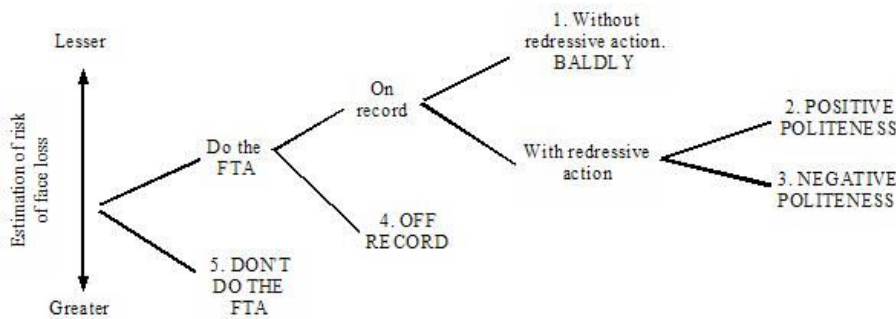 Lesser
Estimation of risk
of face loss
Greater
Do the
FTA
5. DON'T
DO THE
FTA
On
record
4. OFF
RECORD
1. Without
redressive action.
BALDLY
With redressive
action
2. POSITIVE
POLITENESS
3. NEGATIVE
POLITENESS